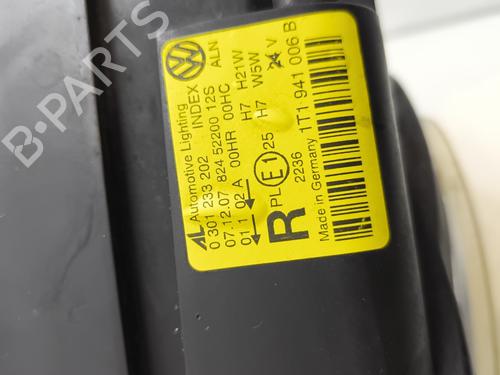 AL Automotive Lighting
0 301 233 202 INDEX
07.12.07 824 52200 12S ALN
01 1 02 A 00HR 00HC
H7 H21W
R PL E1 25 H7 W5W 24 V
2236 1T1 941 006 B
Made in Germany
B-PARTS